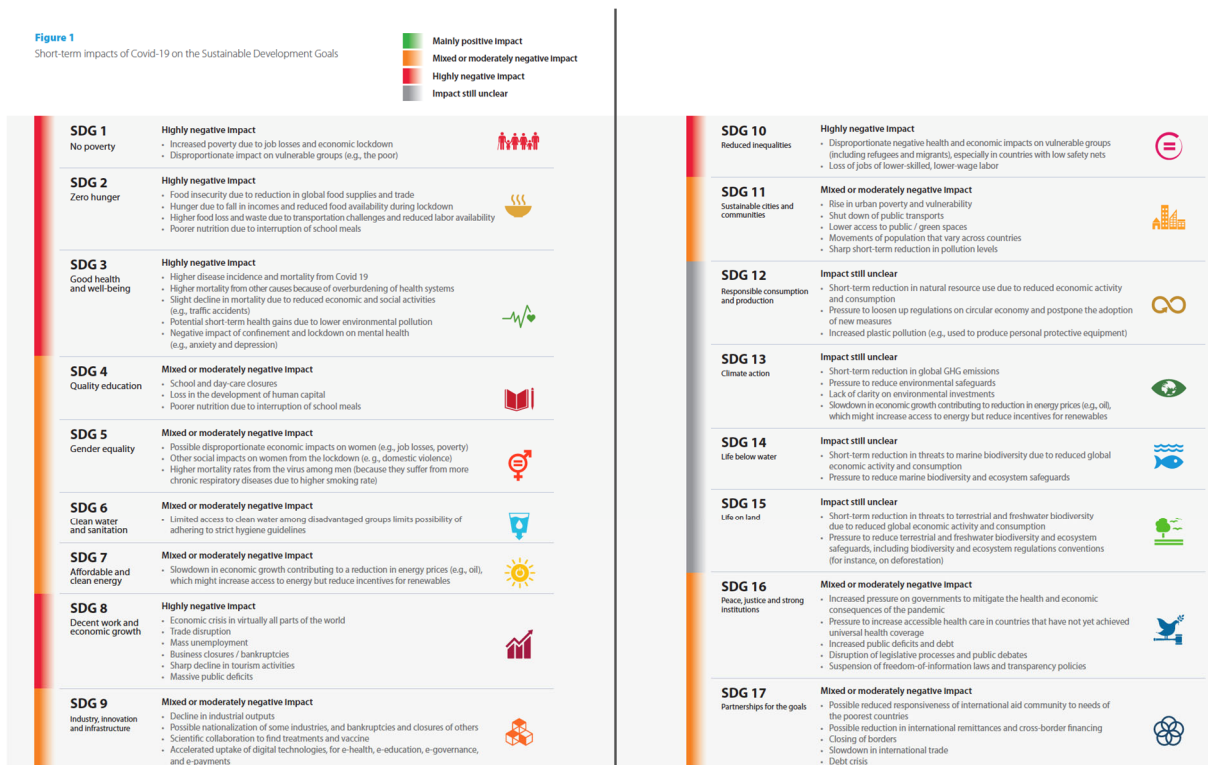 Figure 1
Short-term impacts of Covid-19 on the Sustainable Development Goals
Mainly positive impact
Mixed or moderately negative impact
Highly negative impact
Impact still unclear
SDG 1
No poverty
Highly negative impact
• Increased poverty due to job losses and economic lockdown
• Disproportionate impact on vulnerable groups (e.g., the poor)
SDG 2
Zero hunger
Highly negative impact
• Food insecurity due to reduction in global food supplies and trade
• Hunger due to fall in incomes and reduced food availability during lockdown
• Higher food loss and waste due to transportation challenges and reduced labor availability
• Poorer nutrition due to interruption of school meals
SDG 3
Good health
and well-being
Highly negative impact
• Higher disease incidence and mortality from Covid 19
• Higher mortality from other causes because of overburdening of health systems
• Slight decline in mortality due to reduced economic and social activities
(e.g., traffic accidents)
• Potential short-term health gains due to lower environmental pollution
• Negative impact of confinement and lockdown on mental health
(e.g., anxiety and depression)
SDG 4
Quality education
Mixed or moderately negative impact
• School and day-care closures
• Loss in the development of human capital
• Poorer nutrition due to interruption of school meals
SDG 5
Gender equality
Mixed or moderately negative impact
• Possible disproportionate economic impacts on women (e.g., job losses, poverty)
• Other social impacts on women from the lockdown (e. g., domestic violence)
• Higher mortality rates from the virus among men (because they suffer from more
chronic respiratory diseases due to higher smoking rate)
SDG 6
Clean water
and sanitation
Mixed or moderately negative impact
• Limited access to clean water among disadvantaged groups limits possibility of
adhering to strict hygiene guidelines
SDG 7
Affordable and
clean energy
Mixed or moderately negative impact
• Slowdown in economic growth contributing to a reduction in energy prices (e.g., oil),
which might increase access to energy but reduce incentives for renewables
SDG 8
Decent work and
economic growth
Highly negative impact
• Economic crisis in virtually all parts of the world
• Trade disruption
• Mass unemployment
• Business closures / bankruptcies
• Sharp decline in tourism activities
• Massive public deficits
SDG 9
Industry, innovation
and infrastructure
Mixed or moderately negative impact
• Decline in industrial outputs
• Possible nationalization of some industries, and bankruptcies and closures of others
• Scientific collaboration to find treatments and vaccine
• Accelerated uptake of digital technologies, for e-health, e-education, e-governance,
and e-payments
SDG 10
Reduced inequalities
Highly negative impact
• Disproportionate negative health and economic impacts on vulnerable groups
(including refugees and migrants), especially in countries with low safety nets
• Loss of jobs of lower-skilled, lower-wage labor
SDG 11
Sustainable cities and
communities
Mixed or moderately negative impact
• Rise in urban poverty and vulnerability
• Shut down of public transports
• Lower access to public / green spaces
• Movements of population that vary across countries
• Sharp short-term reduction in pollution levels
SDG 12
Responsible consumption
and production
Impact still unclear
• Short-term reduction in natural resource use due to reduced economic activity
and consumption
• Pressure to loosen up regulations on circular economy and postpone the adoption
of new measures
• Increased plastic pollution (e.g., used to produce personal protective equipment)
SDG 13
Climate action
Impact still unclear
• Short-term reduction in global GHG emissions
• Pressure to reduce environmental safeguards
• Lack of clarity on environmental investments
• Slowdown in economic growth contributing to reduction in energy prices (e.g., oil),
which might increase access to energy but reduce incentives for renewables
SDG 14
Life below water
Impact still unclear
• Short-term reduction in threats to marine biodiversity due to reduced global
economic activity and consumption
• Pressure to reduce marine biodiversity and ecosystem safeguards
SDG 15
Life on land
Impact still unclear
• Short-term reduction in threats to terrestrial and freshwater biodiversity
due to reduced global economic activity and consumption
• Pressure to reduce terrestrial and freshwater biodiversity and ecosystem
safeguards, including biodiversity and ecosystem regulations conventions
(for instance, on deforestation)
SDG 16
Peace, justice and strong
institutions
Mixed or moderately negative impact
• Increased pressure on governments to mitigate the health and economic
consequences of the pandemic
• Pressure to increase accessible health care in countries that have not yet achieved
universal health coverage
• Increased public deficits and debt
• Disruption of legislative processes and public debates
• Suspension of freedom-of-information laws and transparency policies
SDG 17
Partnerships for the goals
Mixed or moderately negative impact
• Possible reduced responsiveness of international aid community to needs of
the poorest countries
• Possible reduction in international remittances and cross-border financing
• Closing of borders
• Slowdown in international trade
• Debt crisis